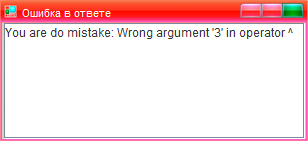 Ошибка в ответе
You are do mistake: Wrong argument '3' in operator ^